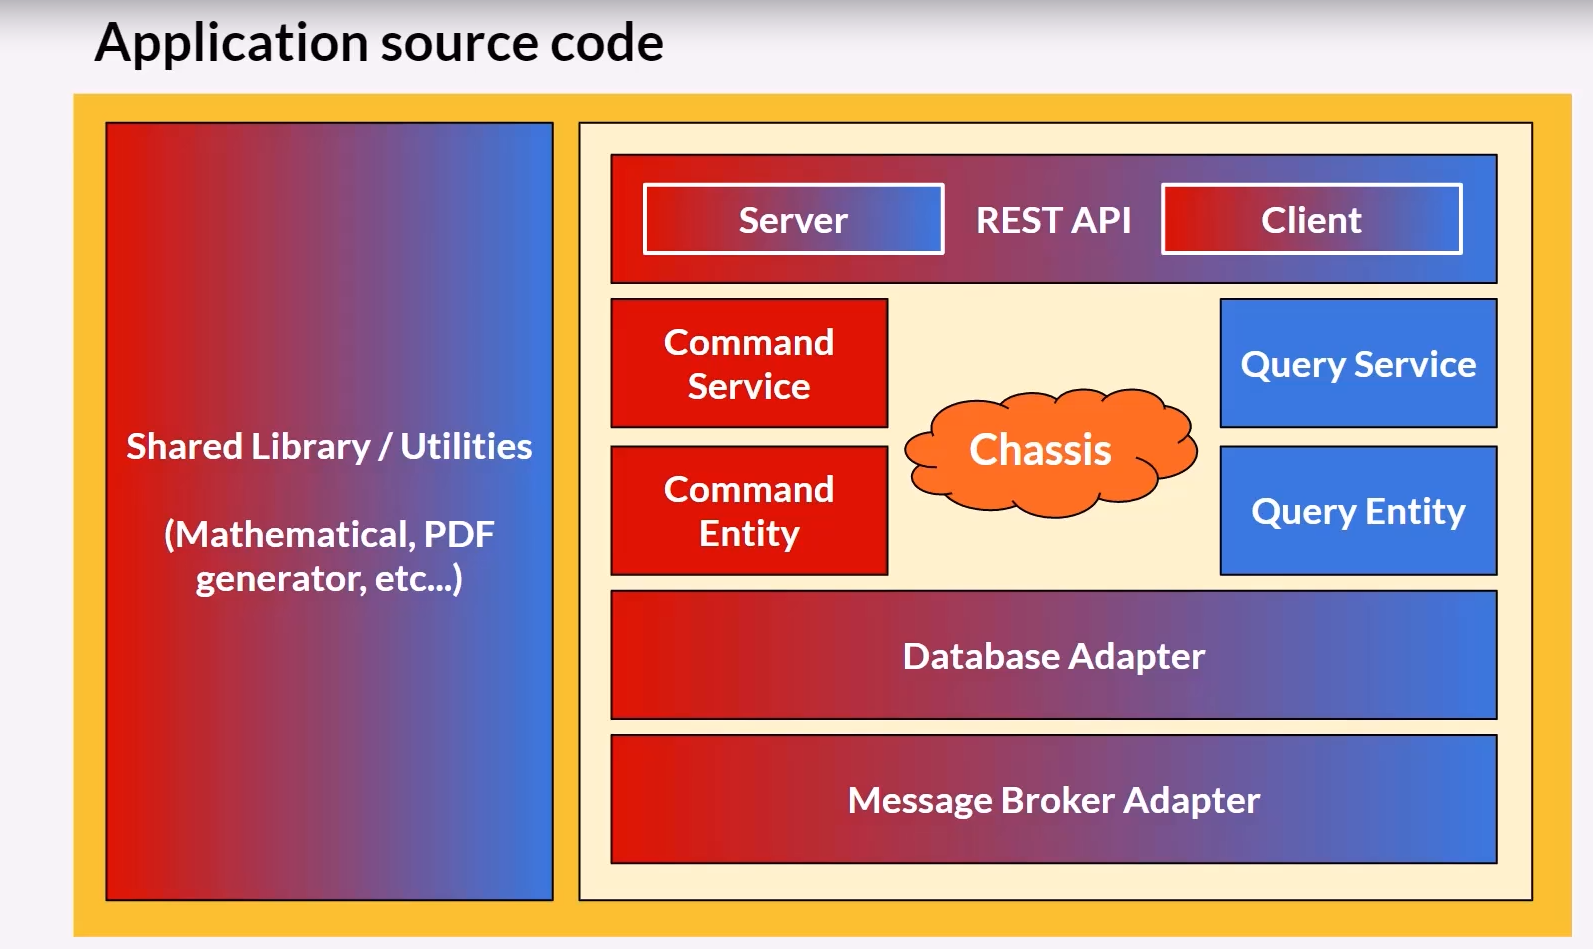 Application source code
Shared Library / Utilities
(Mathematical, PDF
generator, etc...)
Server
REST API
Client
Command
Service
Query Service
Chassis
Command
Entity
Query Entity
Database Adapter
Message Broker Adapter